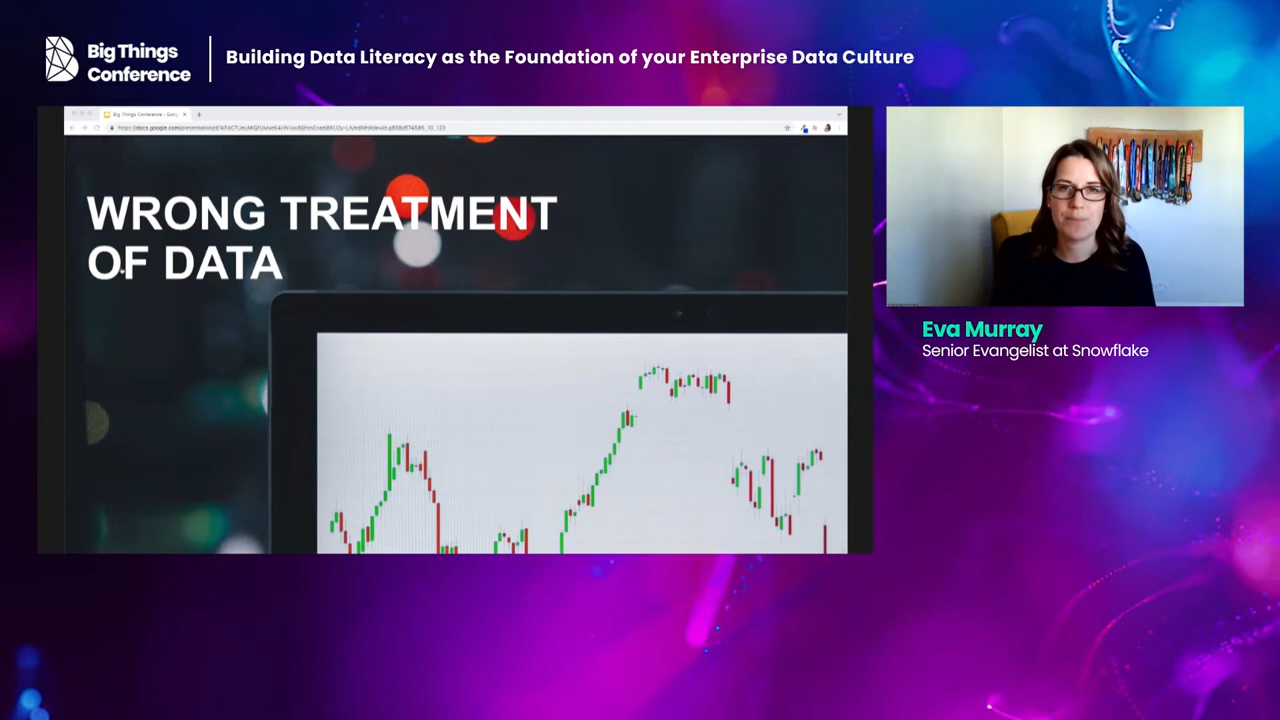 Big Things
Conference
Building Data Literacy as the Foundation of your Enterprise Data Culture
WRONG TREATMENT
OF DATA
Eva Murray
Senior Evangelist at Snowflake